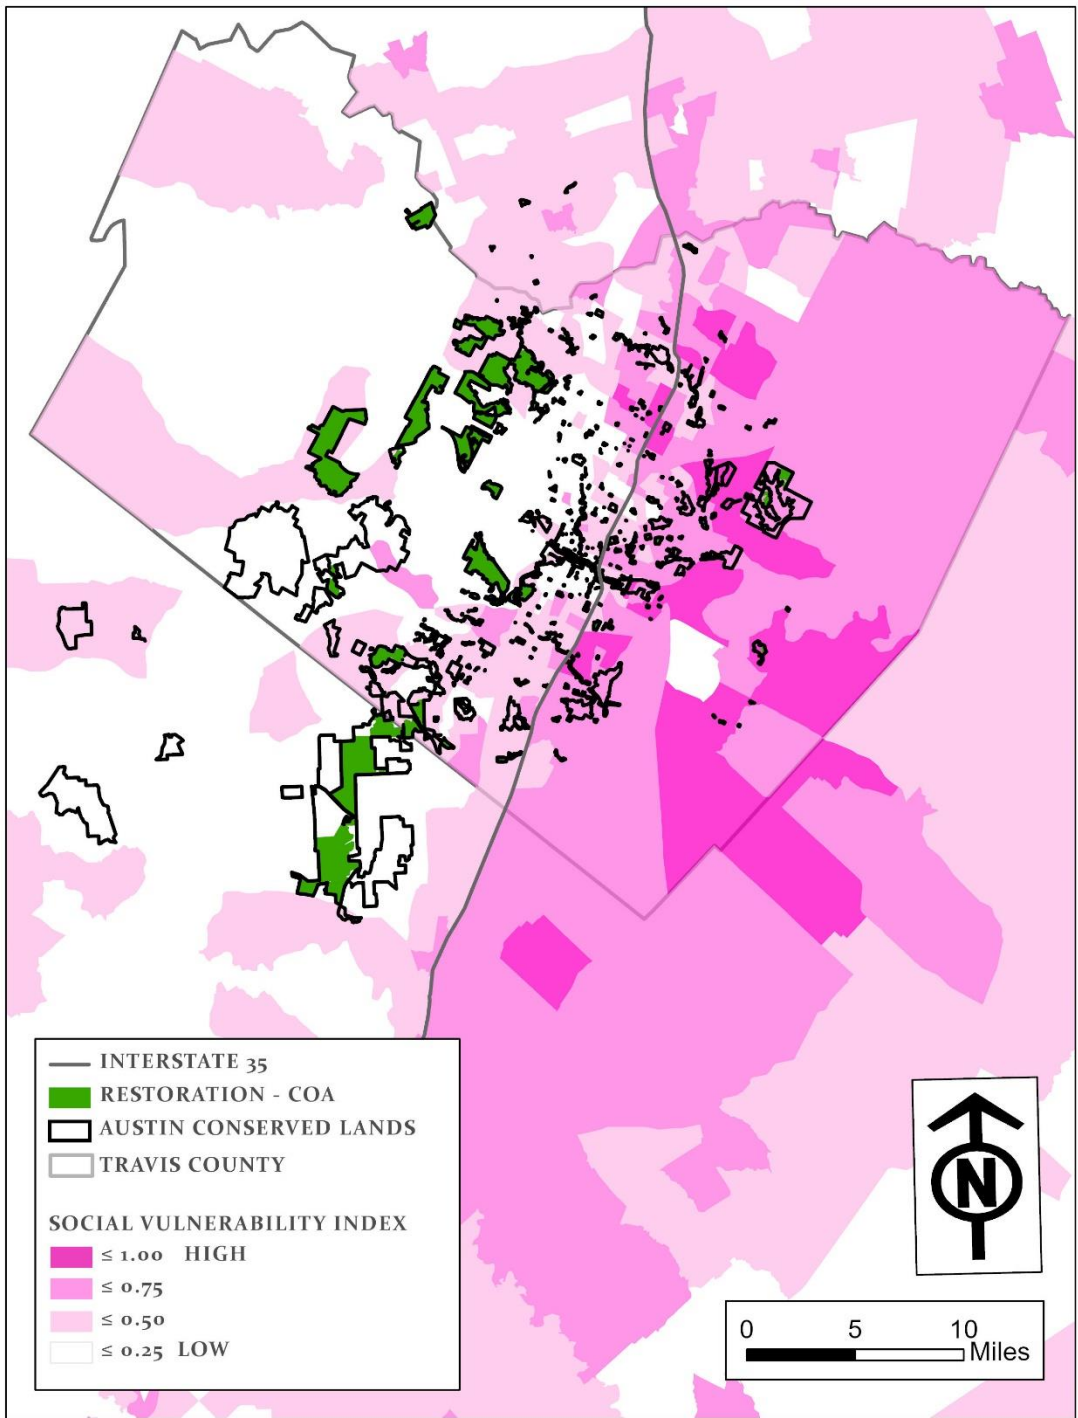 INTERSTATE 35
RESTORATION - COA
AUSTIN CONSERVED LANDS
TRAVIS COUNTY
SOCIAL VULNERABILITY INDEX
≤ 1.00 HIGH
≤ 0.75
≤ 0.50
≤ 0.25 LOW
N
0 5 10
Miles